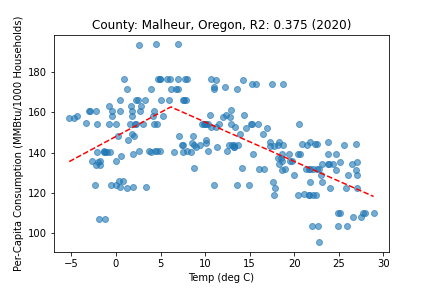 County: Malheur, Oregon, R2: 0.375 (2020)
Per-Capita Consumption (MMBtu/1000 Households)
180
160
140
120
100
−5 0 5 10 15 20 25 30
Temp (deg C)